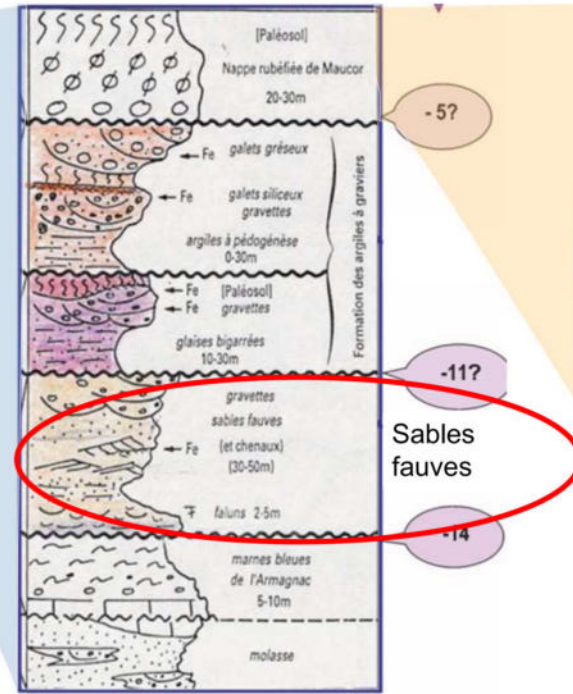 [Paléosol]
Nappe rubéfiée de Maucor
20-30m
- 5?
Fe
galets gréseux
Fe
galets siliceux
gravettes
argiles à pédogénèse
0-30m
Formation des argiles à graviers
Fe
[Paléosol]
Fe
gravettes
glaises bigarrées
10-30m
-11?
gravettes
sables fauves
Fe
(et chenaux)
(30-50m)
Sables
fauves
faluns 2-5m
-14
marnes bleues
de l'Armagnac
5-10m
molasse